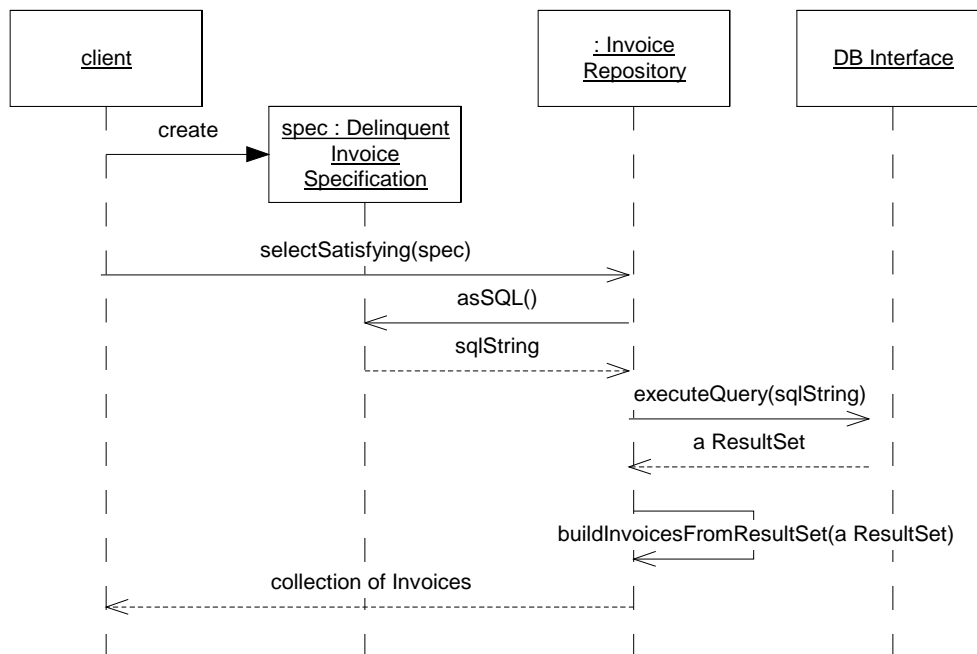 client
: Invoice
Repository
DB Interface
create
spec : Delinquent
Invoice
Specification
selectSatisfying(spec)
asSQL()
sqlString
executeQuery(sqlString)
a ResultSet
buildInvoicesFromResultSet(a ResultSet)
collection of Invoices